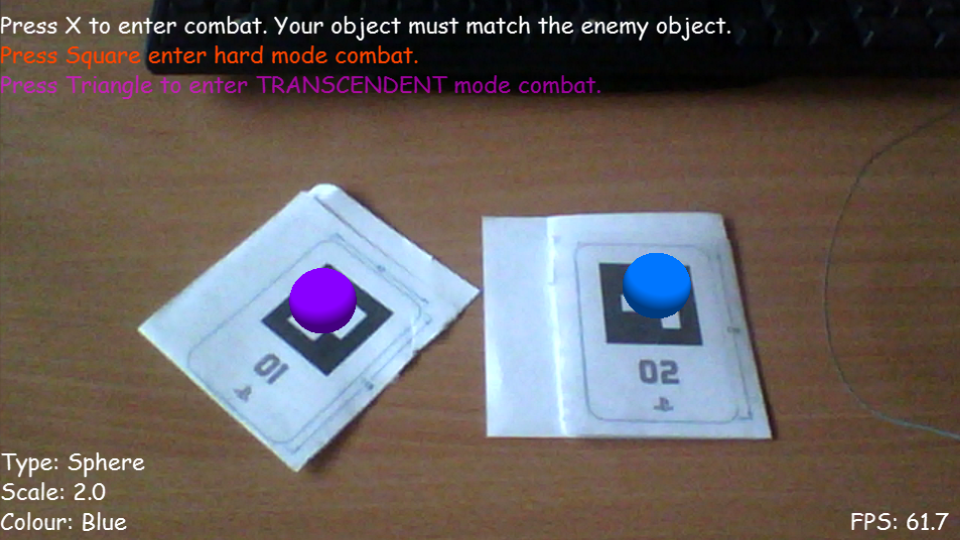 Press X to enter combat. Your object must match the enemy object.
Press Square enter hard mode combat.
Press Triangle to enter TRANSCENDENT mode combat.
01
02
Type: Sphere
Scale: 2.0
Colour: Blue
FPS: 61.7